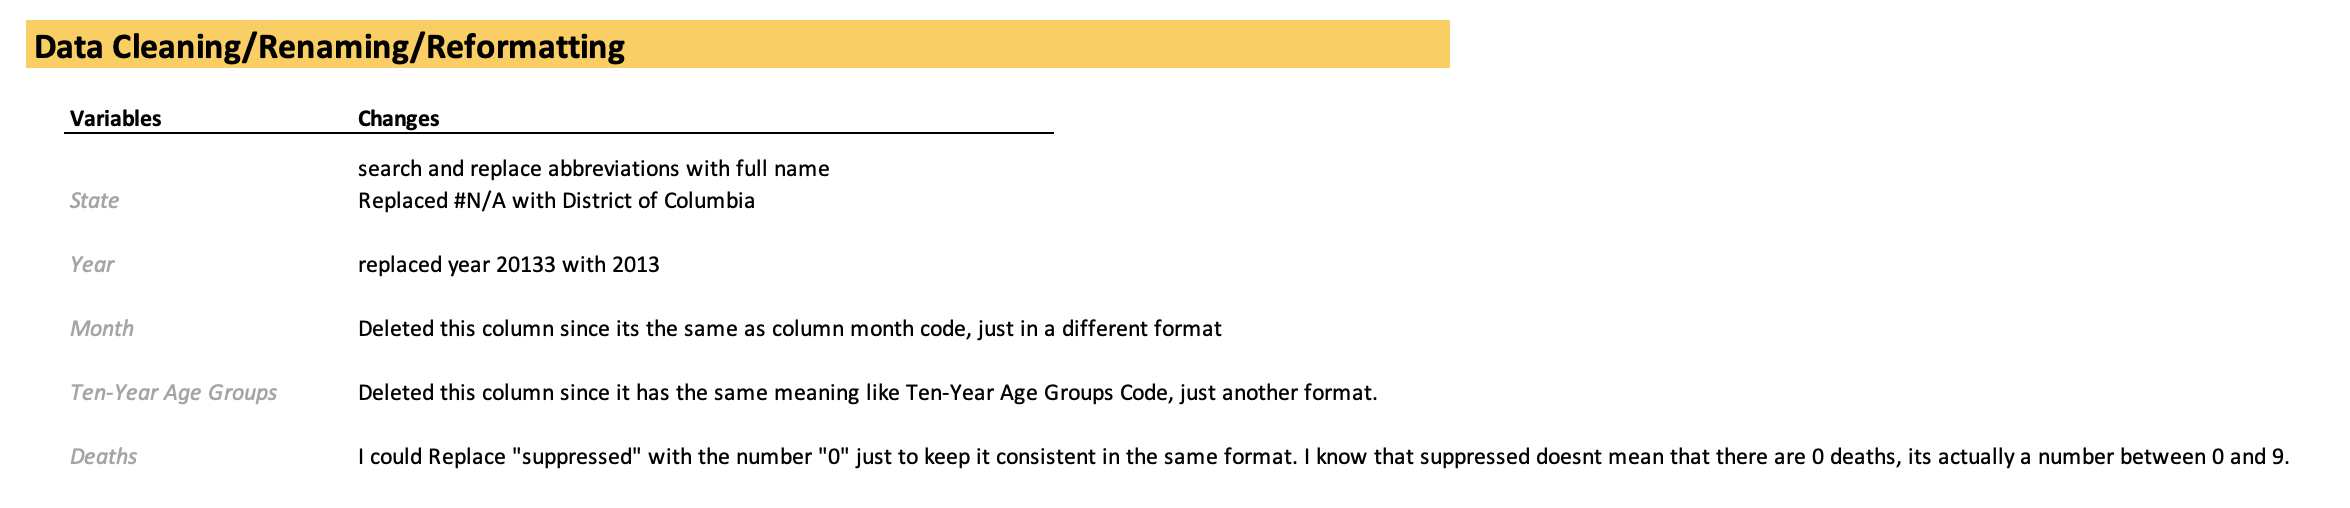 Data Cleaning/Renaming/Reformatting
Variables Changes
search and replace abbreviations with full name
State Replaced #N/A with District of Columbia
Year replaced year 20133 with 2013
Month Deleted this column since its the same as column month code, just in a different format
Ten-Year Age Groups Deleted this column since it has the same meaning like Ten-Year Age Groups Code, just another format.
Deaths I could Replace "suppressed" with the number "0" just to keep it consistent in the same format. I know that suppressed doesnt mean that there are 0 deaths, its actually a number between 0 and 9.